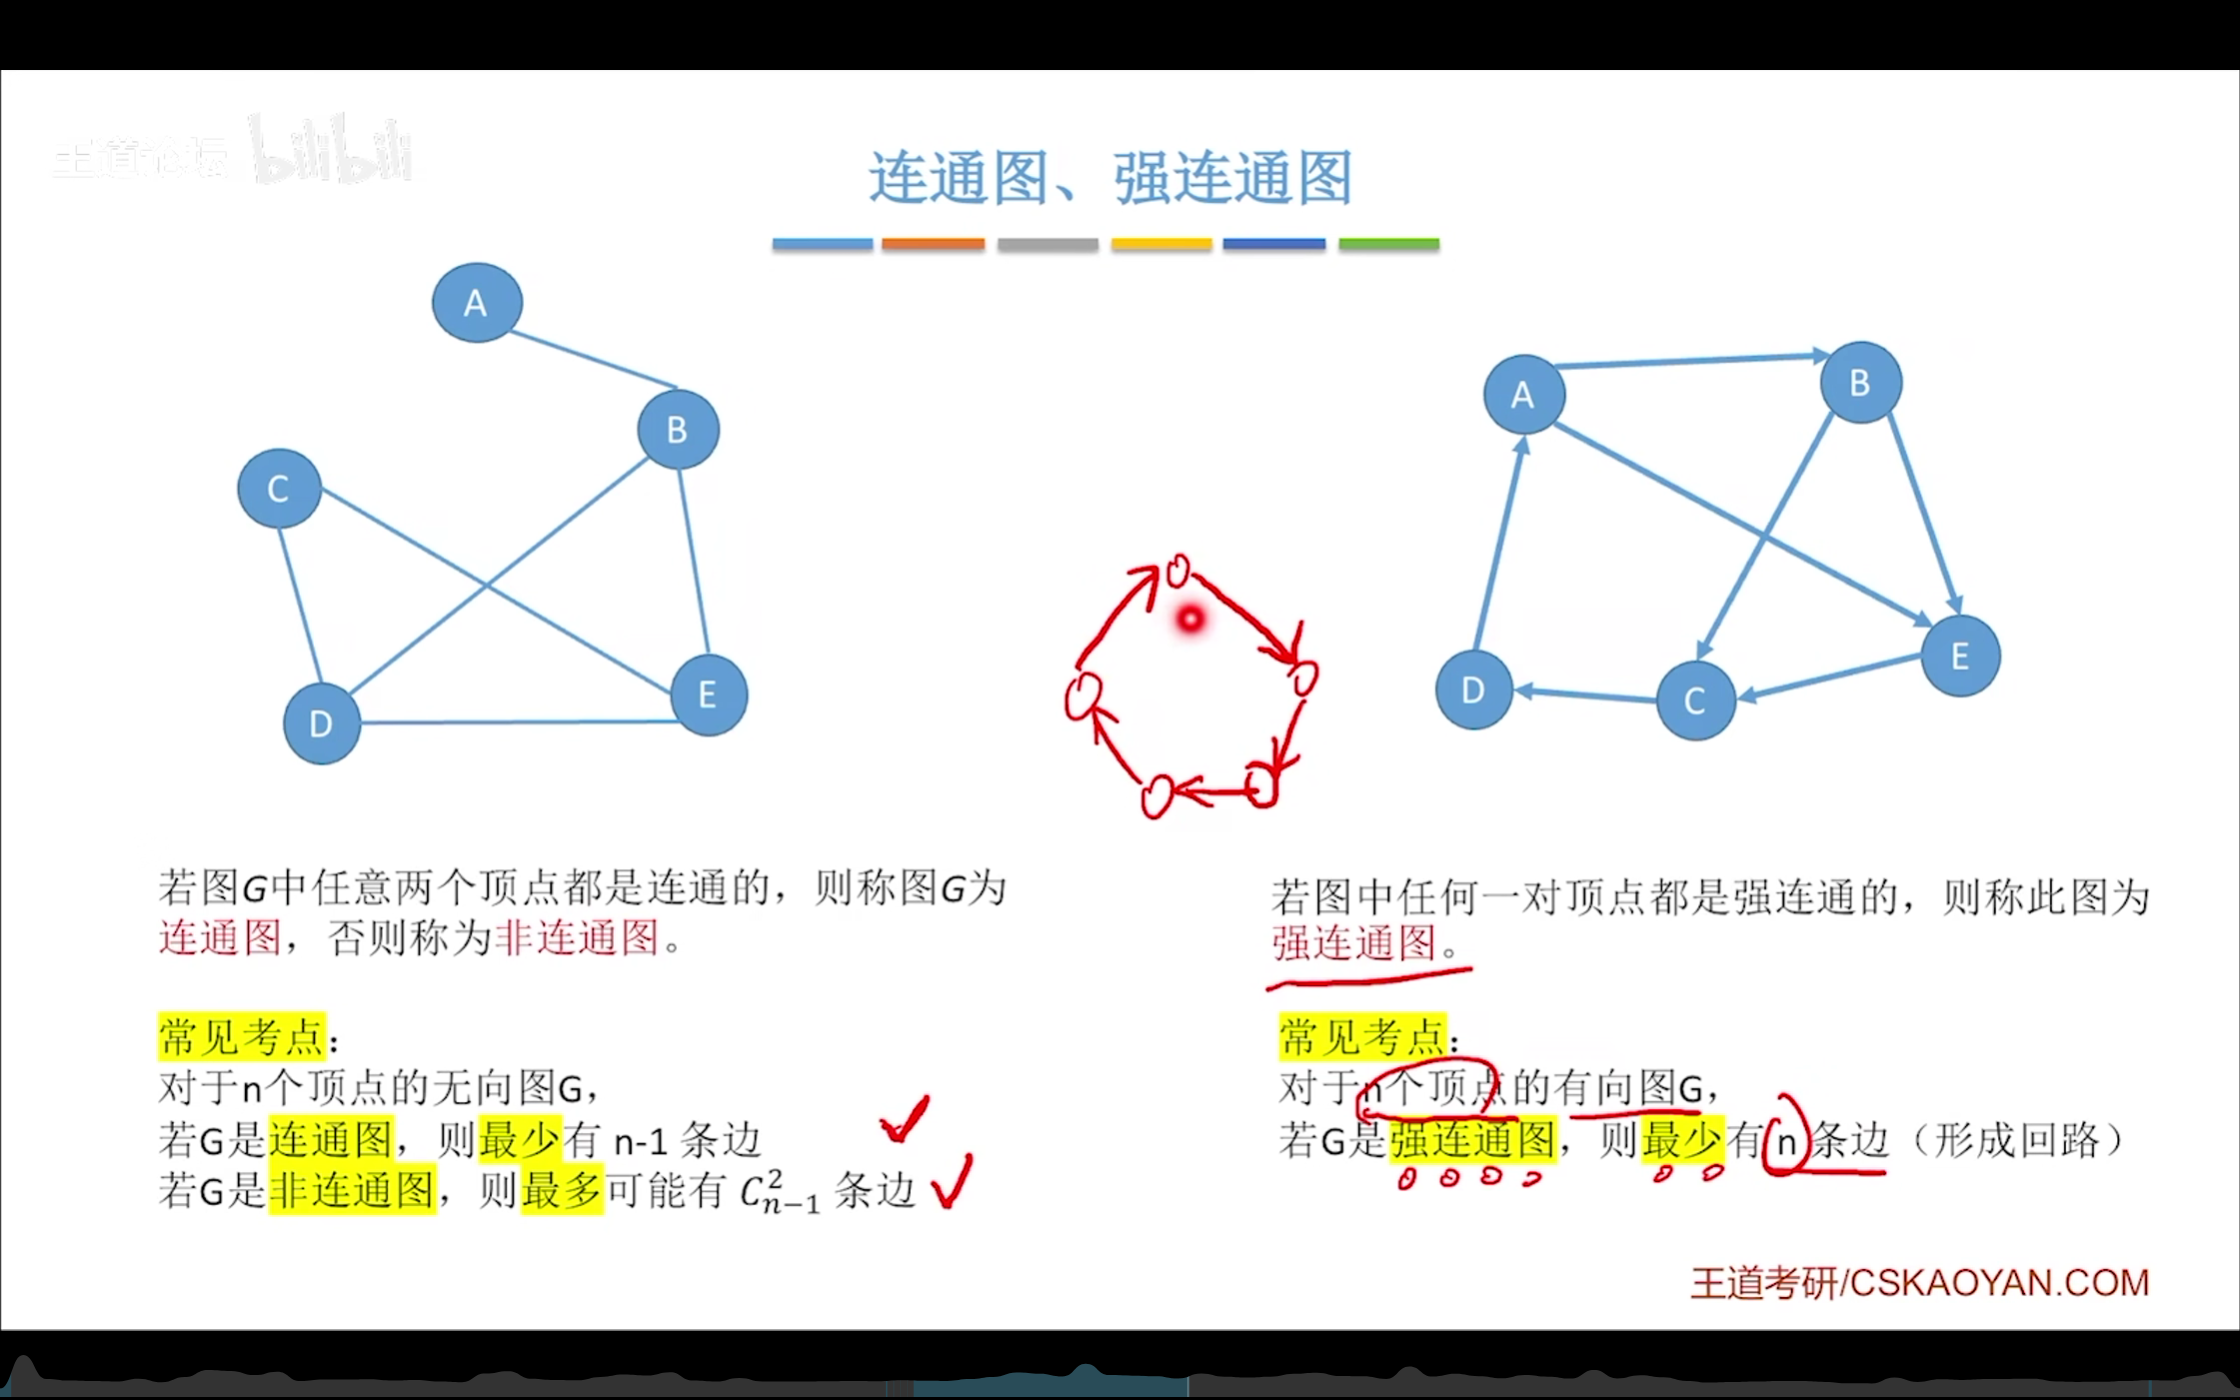 王道论坛 bilibili
连通图、强连通图
A
B
C
D
E
A
B
C
D
E
若图G中任意两个顶点都是连通的，则称图G为
连通图，否则称为非连通图。
常见考点：
对于n个顶点的无向图G，
若G是连通图，则最少有 n-1 条边
若G是非连通图，则最多可能有 $C_{n-1}^{2}$ 条边
若图中任何一对顶点都是强连通的，则称此图为
强连通图。
常见考点：
对于n个顶点的有向图G，
若G是强连通图，则最少有 n 条边（形成回路）
王道考研/CSKAOYAN.COM